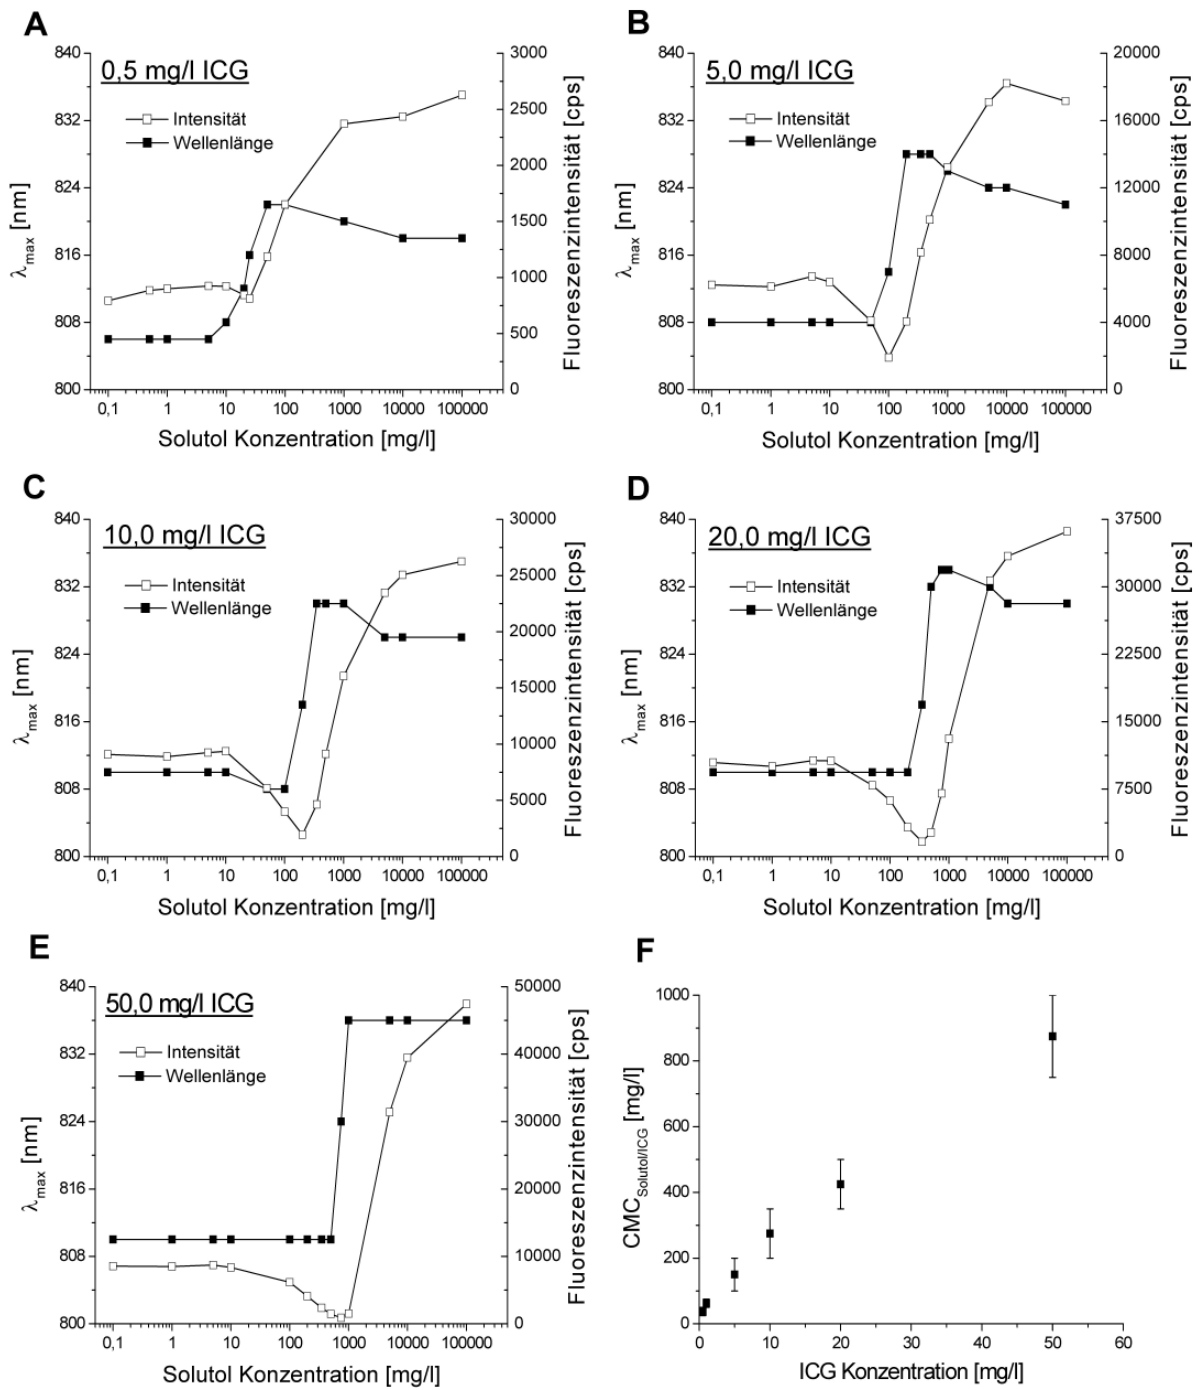 A
0,5 mg/l ICG
Intensität
Wellenlänge
λmax [nm]
840
832
824
816
808
800
3000
2500
2000
1500
1000
500
0
Fluoreszenzintensität [cps]
0,1 1 10 100 1000 10000 100000
Solutol Konzentration [mg/l]
B
5,0 mg/l ICG
Intensität
Wellenlänge
λmax [nm]
840
832
824
816
808
800
20000
16000
12000
8000
4000
0
Fluoreszenzintensität [cps]
0,1 1 10 100 1000 10000 100000
Solutol Konzentration [mg/l]
C
10,0 mg/l ICG
Intensität
Wellenlänge
λmax [nm]
840
832
824
816
808
800
30000
25000
20000
15000
10000
5000
0
Fluoreszenzintensität [cps]
0,1 1 10 100 1000 10000 100000
Solutol Konzentration [mg/l]
D
20,0 mg/l ICG
Intensität
Wellenlänge
λmax [nm]
840
832
824
816
808
800
37500
30000
22500
15000
7500
0
Fluoreszenzintensität [cps]
0,1 1 10 100 1000 10000 100000
Solutol Konzentration [mg/l]
E
50,0 mg/l ICG
Intensität
Wellenlänge
λmax [nm]
840
832
824
816
808
800
50000
40000
30000
20000
10000
0
Fluoreszenzintensität [cps]
0,1 1 10 100 1000 10000 100000
Solutol Konzentration [mg/l]
F
CMCSolutol/ICG [mg/l]
1000
800
600
400
200
0
0 10 20 30 40 50 60
ICG Konzentration [mg/l]